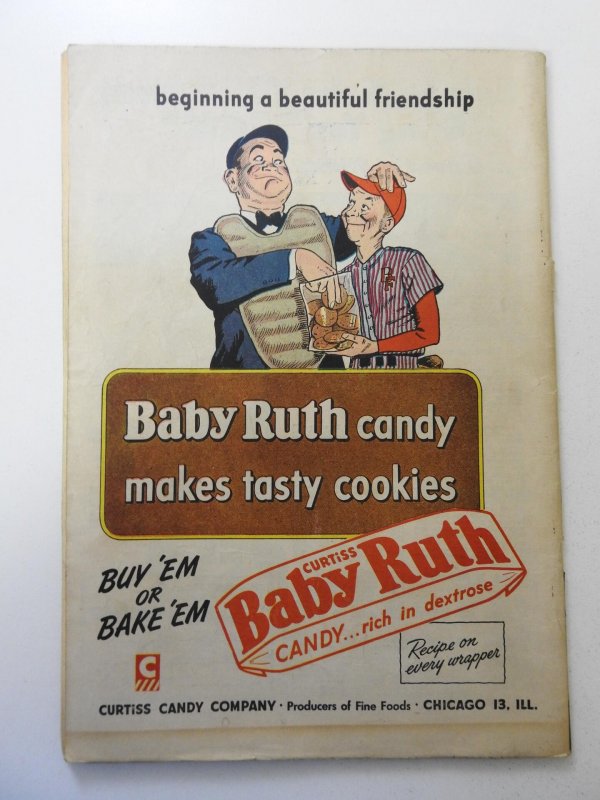 beginning a beautiful friendship
Baby Ruth candy
makes tasty cookies
BUY 'EM
OR
BAKE 'EM
CURTiSS
Baby Ruth
CANDY...rich in dextrose
Recipe on
every wrapper
C
CURTiSS CANDY COMPANY · Producers of Fine Foods · CHICAGO 13, ILL.